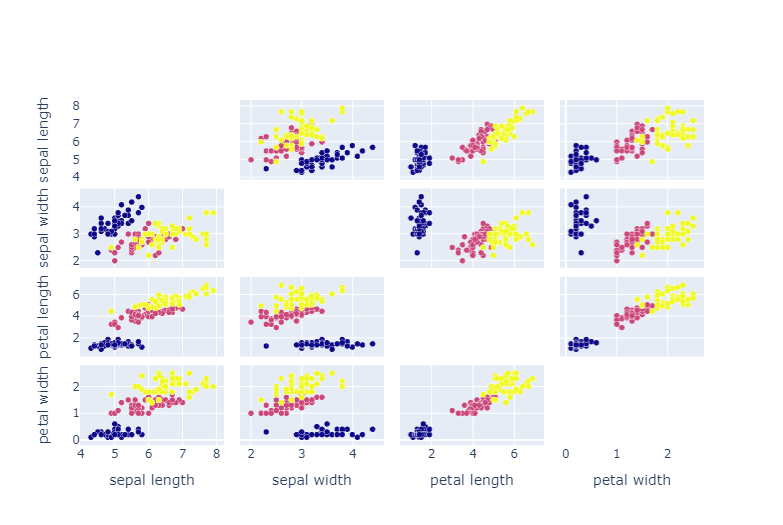 sepal length
8
7
6
5
4
sepal width
4
3
2
petal length
6
4
2
petal width
2
1
0
4 5 6 7 8
2 3 4
2 4 6
0 1 2
sepal length
sepal width
petal length
petal width